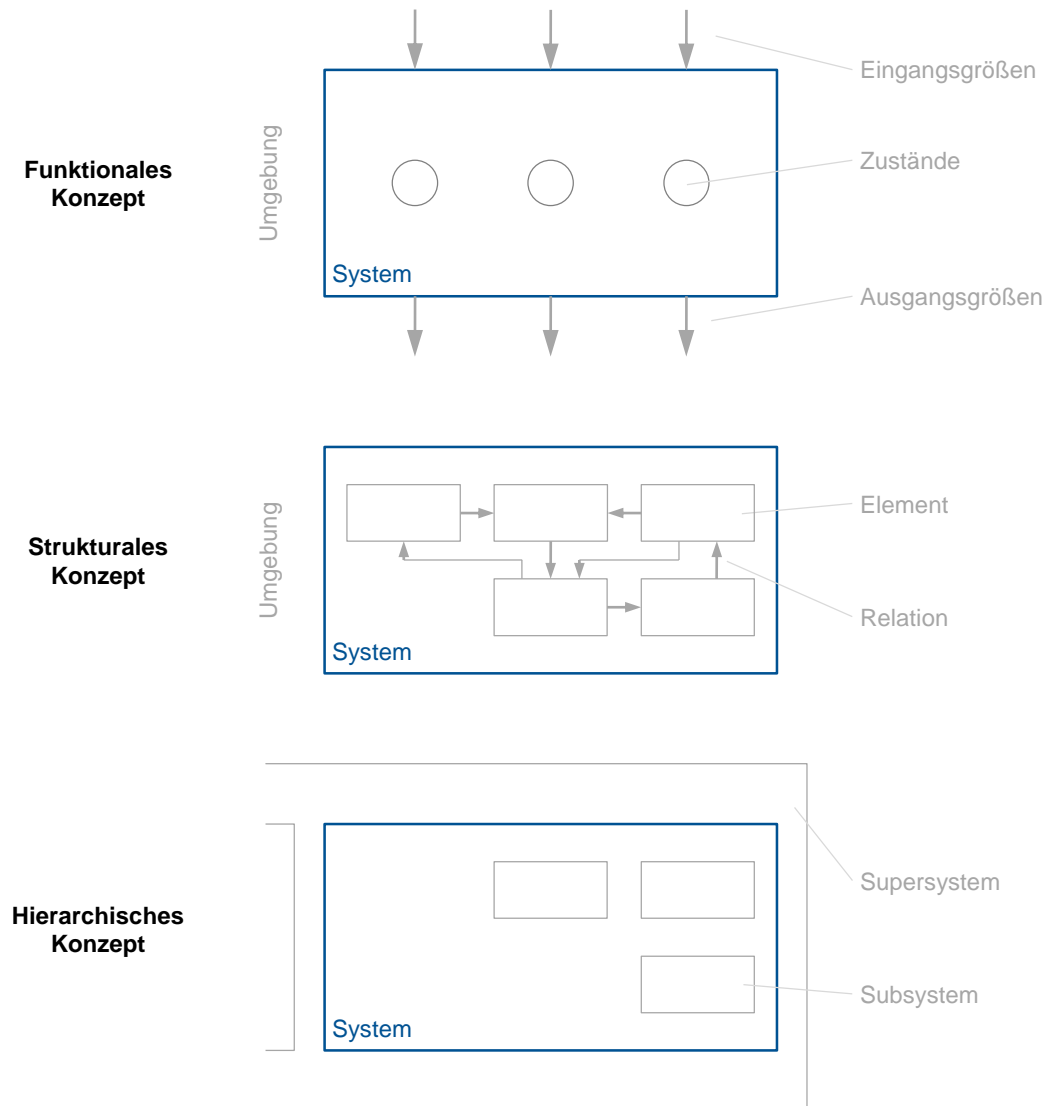 Eingangsgrößen
Funktionales
Konzept
Umgebung
Zustände
System
Ausgangsgrößen
Strukturales
Konzept
Umgebung
Element
Relation
System
Hierarchisches
Konzept
Supersystem
Subsystem
System